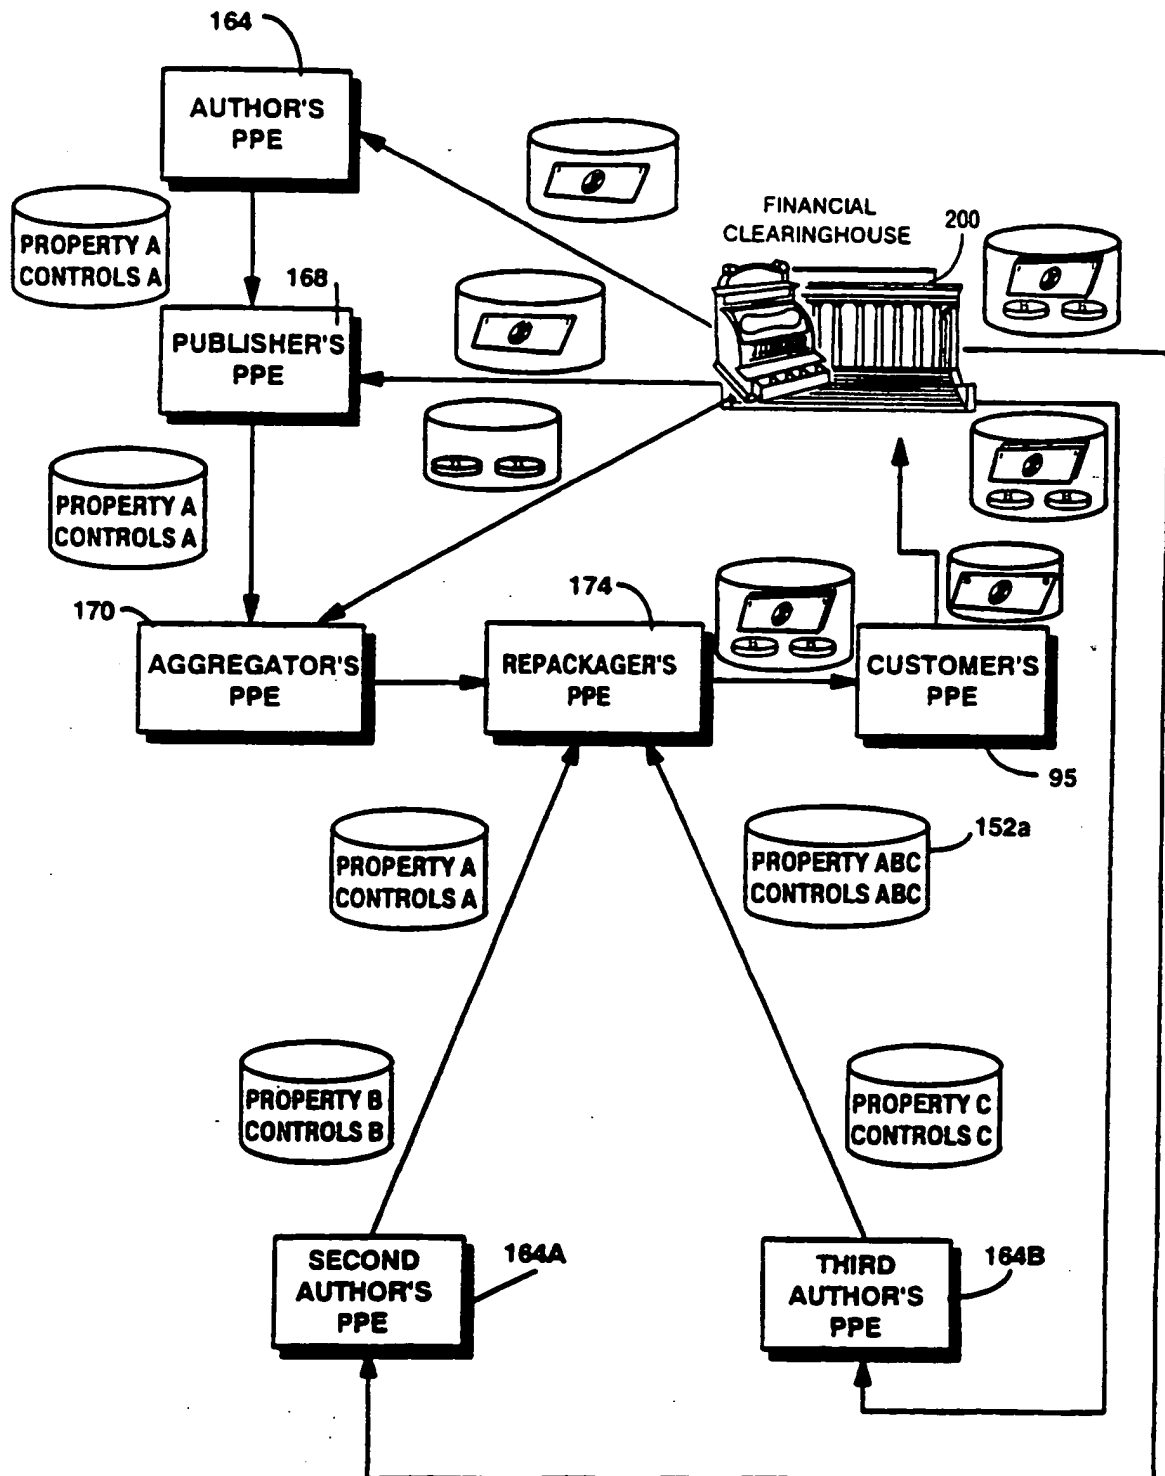 164
AUTHOR'S
PPE
PROPERTY A
CONTROLS A
168
PUBLISHER'S
PPE
FINANCIAL
CLEARINGHOUSE
200
PROPERTY A
CONTROLS A
170
AGGREGATOR'S
PPE
174
REPACKAGER'S
PPE
CUSTOMER'S
PPE
95
PROPERTY A
CONTROLS A
PROPERTY ABC
CONTROLS ABC
152a
PROPERTY B
CONTROLS B
PROPERTY C
CONTROLS C
SECOND
AUTHOR'S
PPE
164A
THIRD
AUTHOR'S
PPE
164B